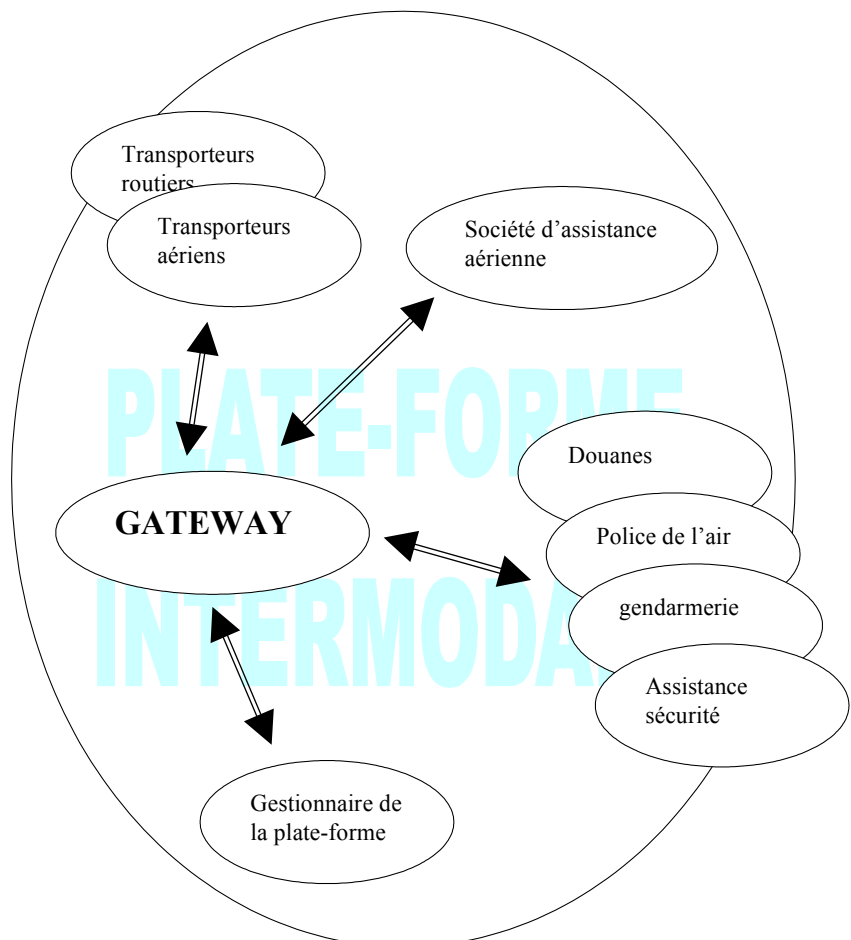 Transporteurs
routiers
Transporteurs
aériens
Société d’assistance
aérienne
PLATE-FORME
Douanes
GATEWAY
Police de l’air
INTERMODALE
gendarmerie
Assistance
sécurité
Gestionnaire de
la plate-forme